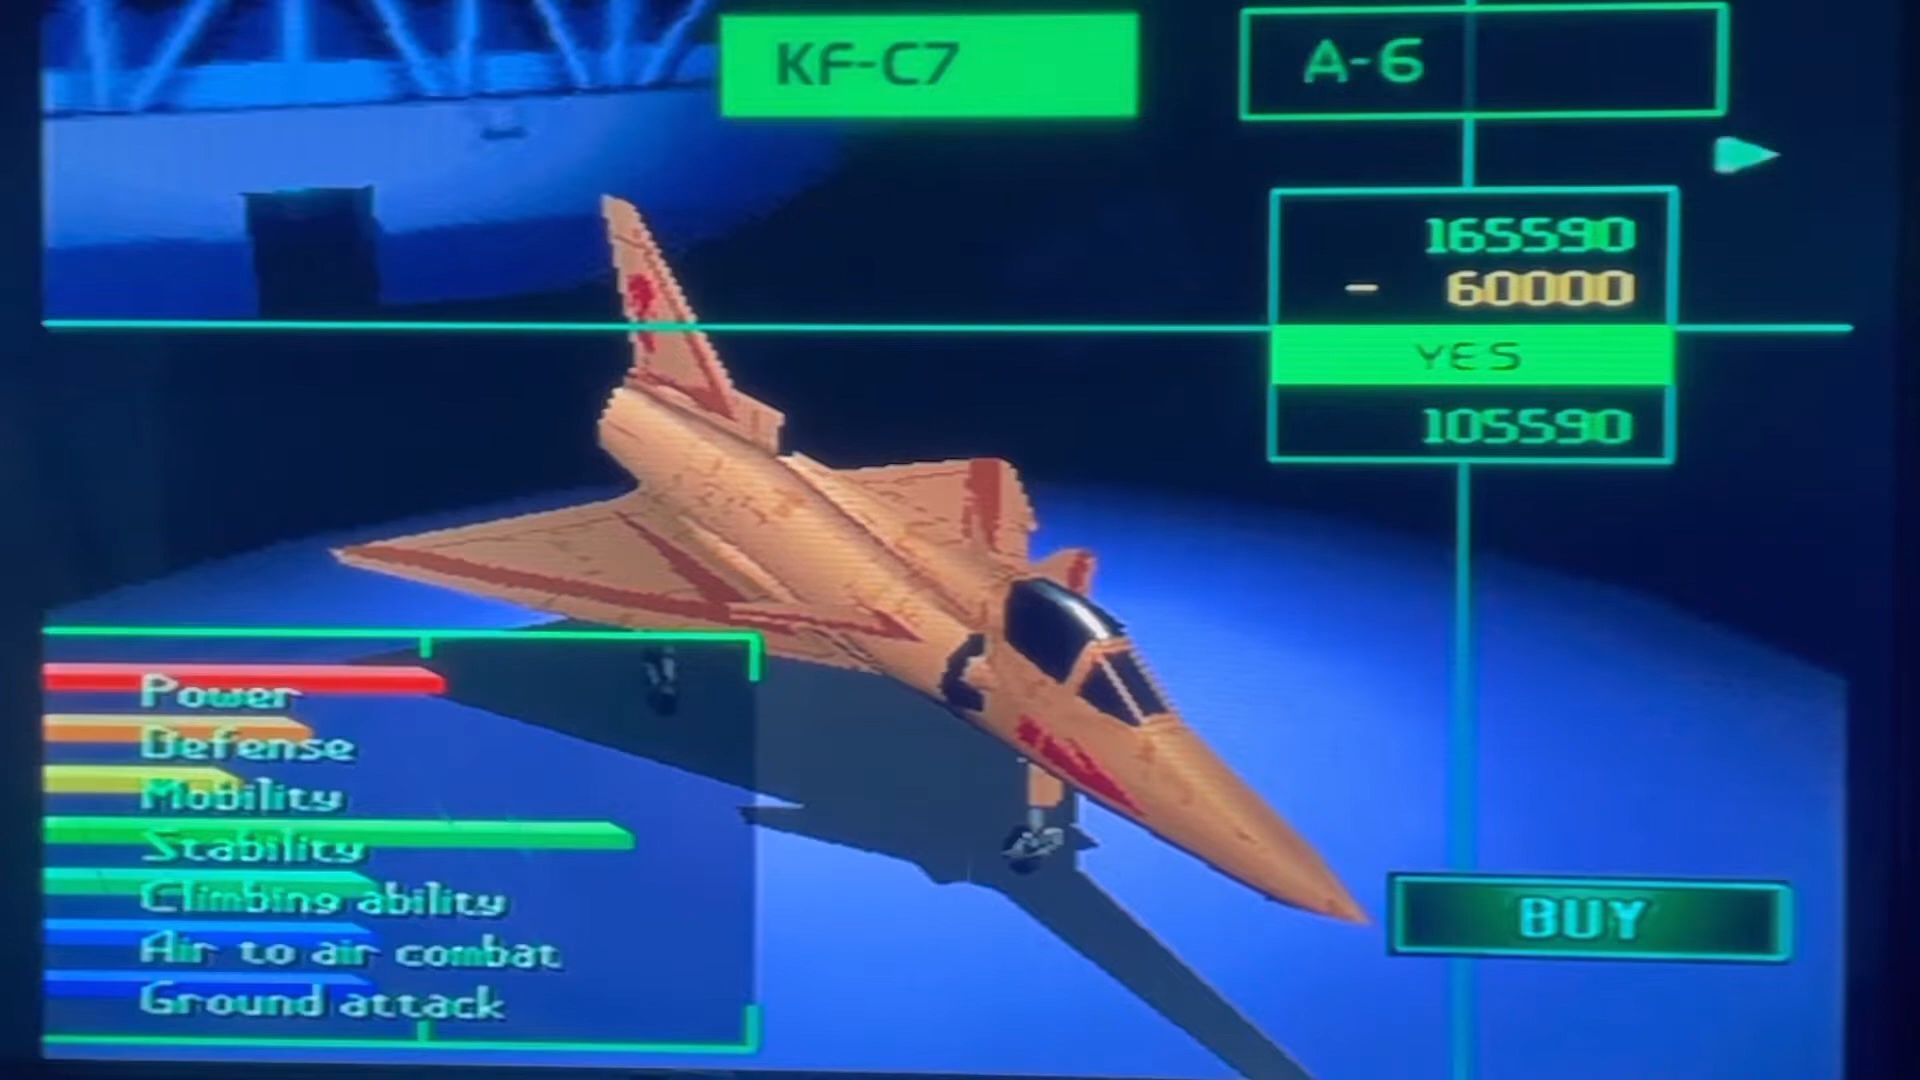 KF-C7
A-6
165590
- 60000
YES
105590
Power
Defense
Mobility
Stability
Climbing ability
Air to air combat
Ground attack
BUY